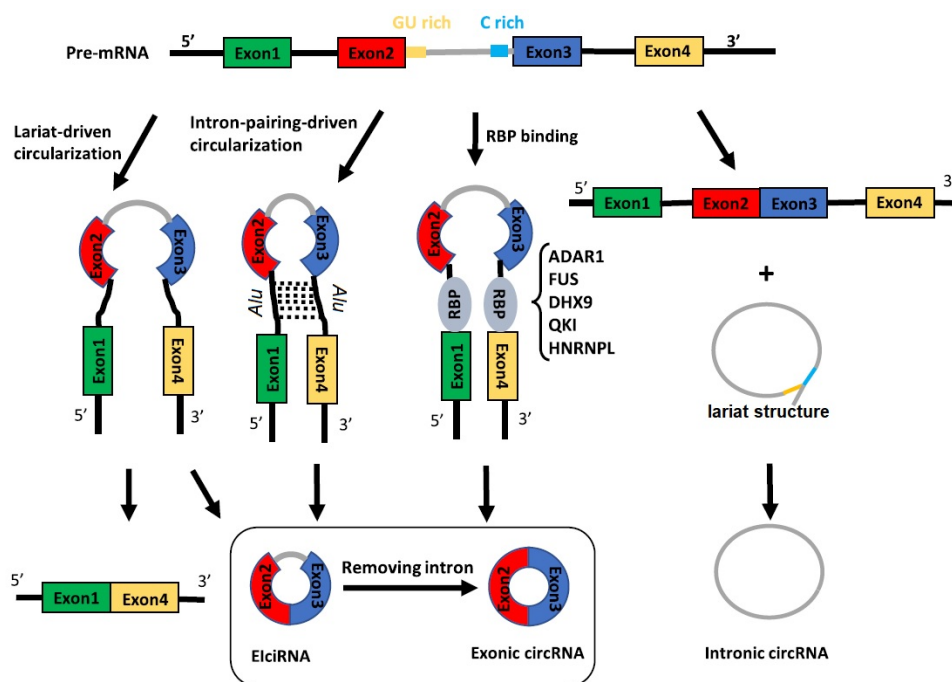 GU rich
C rich
5’
3’
Pre-mRNA
Exon1
Exon2
Exon3
Exon4
Lariat-driven
circularization
Intron-pairing-driven
circularization
RBP binding
5’
3
Exon1
Exon2
Exon3
Exon4
Exon2
Exon3
Exon1
Exon4
5’
3’
Exon2
Exon3
Alu
Alu
Exon1
Exon4
5’
3’
Exon2
Exon3
RBP
RBP
Exon1
Exon4
5’
3’
ADAR1
FUS
DHX9
QKI
HNRNPL
+
lariat structure
5’
3’
Exon1
Exon4
Exon2
Exon3
EIciRNA
Removing intron
Exon2
Exon3
Exonic circRNA
Intronic circRNA